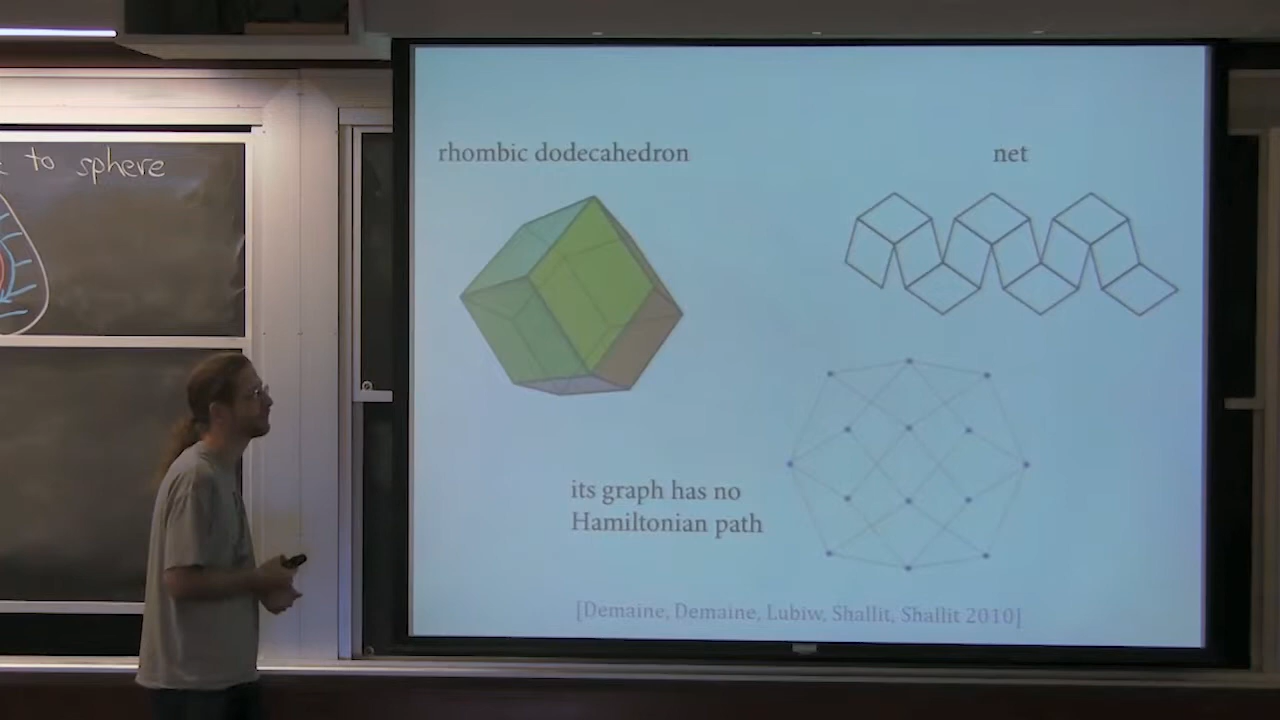 to sphere
rhombic dodecahedron
net
its graph has no
Hamiltonian path
[Demaine, Demaine, Lubiw, Shallit, Shallit 2010]